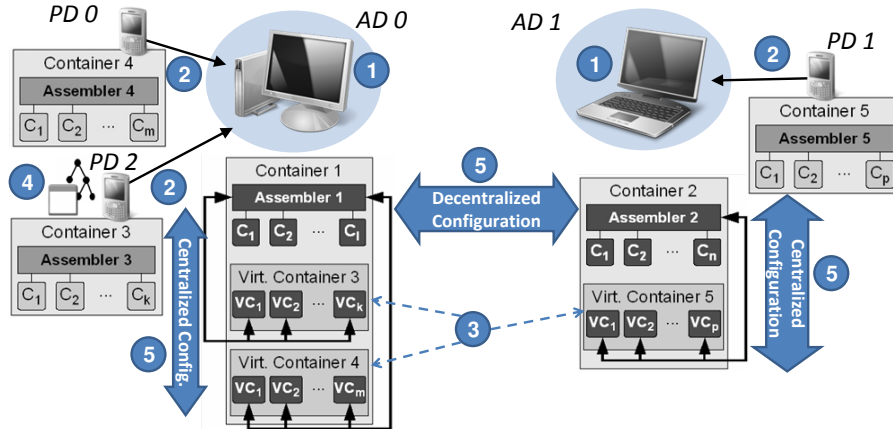 PD 0
AD 0
AD 1
PD 1
1
2
Container 4
Assembler 4
C1 C2 ... Cm
1
2
Container 5
Assembler 5
C1 C2 ... Cp
4
PD 2
2
Container 3
Assembler 3
C1 C2 ... Ck
Centralized Config.
5
Container 1
Assembler 1
C1 C2 ... Cl
Virt. Container 3
VC1 VC2 ... VCk
Virt. Container 4
VC1 VC2 ... VCm
5
Decentralized
Configuration
3
Container 2
Assembler 2
C1 C2 ... Cn
Virt. Container 5
VC1 VC2 ... VCp
Centralized
Configuration
5